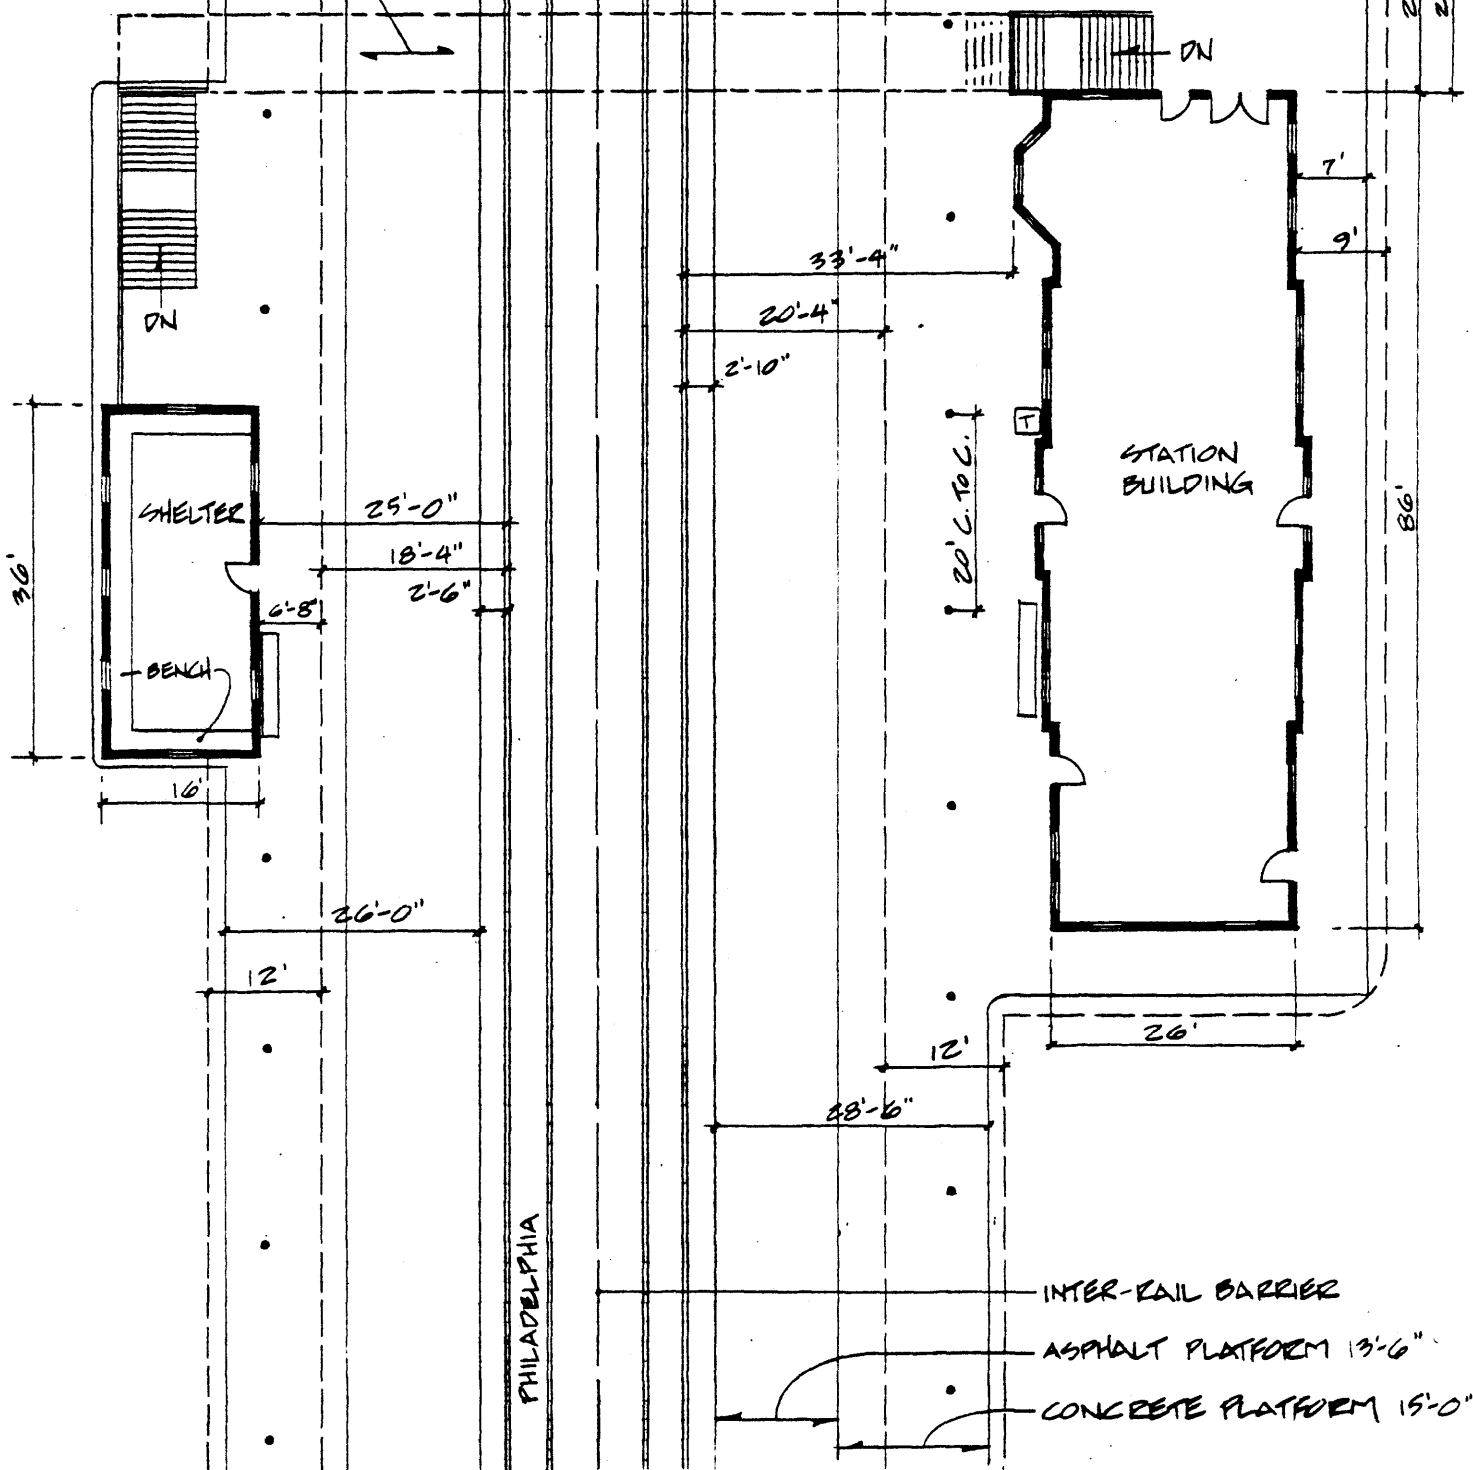 DN
7'
9'
33'-4"
20'-4"
2'-10"
DN
T
STATION
BUILDING
20' C. TO C.
86'
SHELTER
25'-0"
18'-4"
2'-6"
6'-8"
36'
BENCH
16'
26'-0"
12'
26'
12'
28'-6"
PHILADELPHIA
INTER-RAIL BARRIER
ASPHALT PLATFORM 13'-6"
CONCRETE PLATFORM 15'-0"